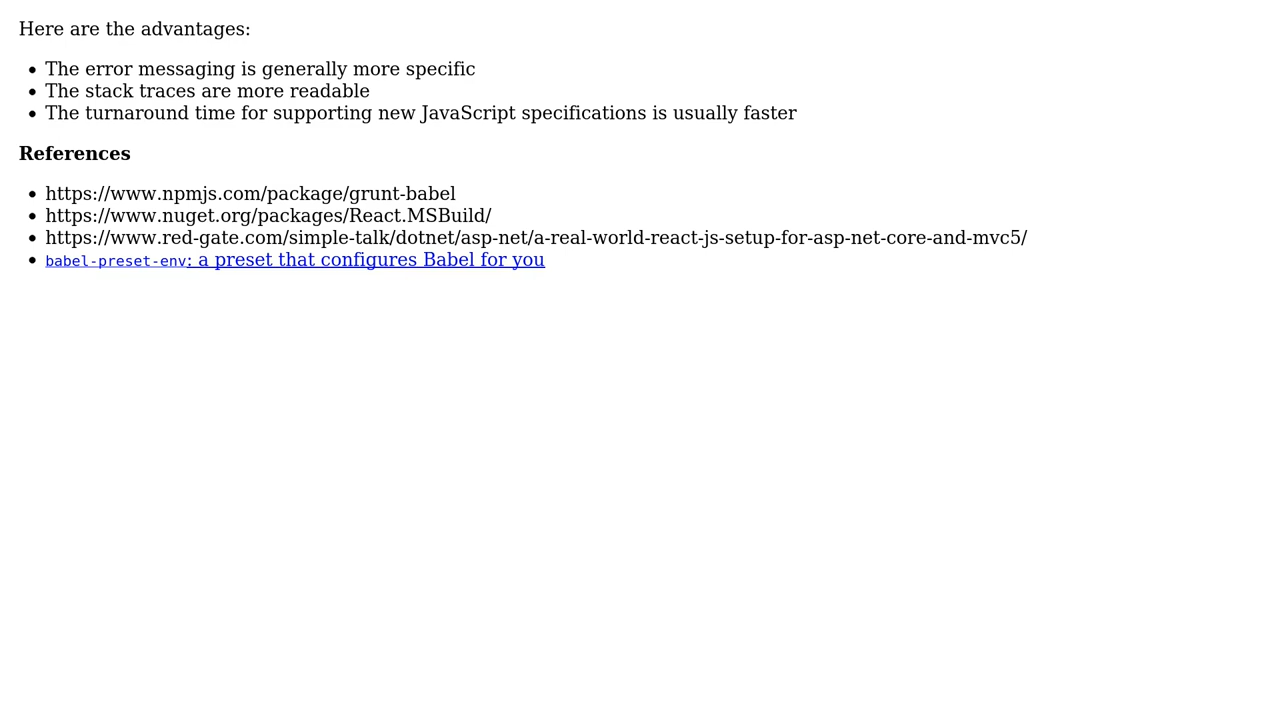 Here are the advantages:
The error messaging is generally more specific
The stack traces are more readable
The turnaround time for supporting new JavaScript specifications is usually faster
References
https://www.npmjs.com/package/grunt-babel
https://www.nuget.org/packages/React.MSBuild/
https://www.red-gate.com/simple-talk/dotnet/asp-net/a-real-world-react-js-setup-for-asp-net-core-and-mvc5/
babel-preset-env: a preset that configures Babel for you